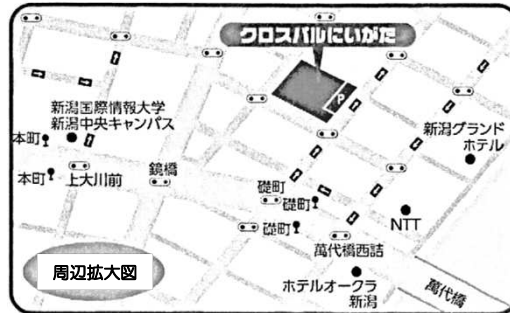 クロスパルにいがた
P
新潟国際情報大学
新潟中央キャンパス
本町
本町
上大川前
鏡橋
礎町
礎町
礎町
新潟グランド
ホテル
NTT
萬代橋西詰
ホテルオークラ
新潟
萬代橋
周辺拡大図